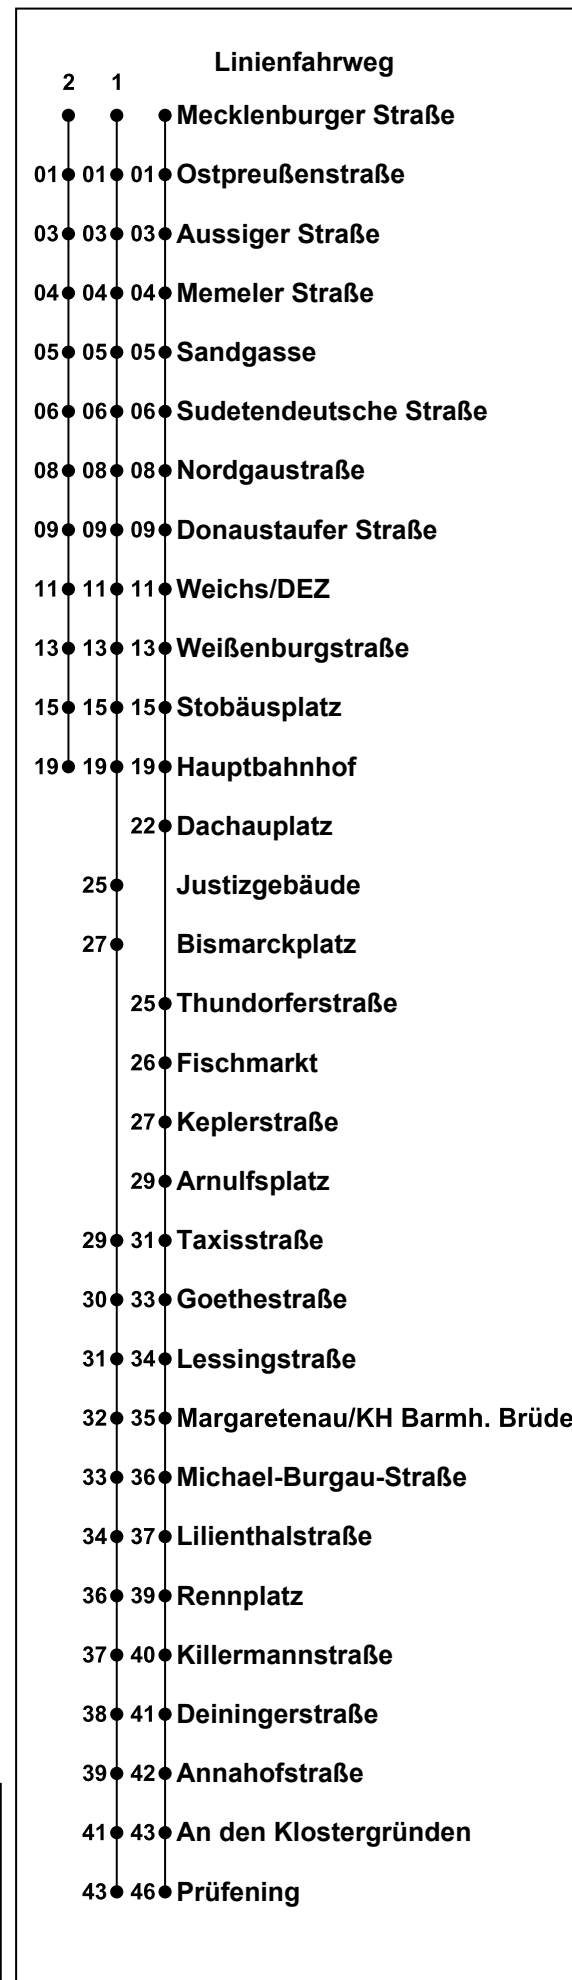 Linienfahrweg
2 1
Mecklenburger Straße
01 01 01 Ostpreußenstraße
03 03 03 Aussiger Straße
04 04 04 Memeler Straße
05 05 05 Sandgasse
06 06 06 Sudetendeutsche Straße
08 08 08 Nordgaustraße
09 09 09 Donaustaufer Straße
11 11 11 Weichs/DEZ
13 13 13 Weißenburgstraße
15 15 15 Stobäusplatz
19 19 19 Hauptbahnhof
22 Dachauplatz
25 Justizgebäude
27 Bismarckplatz
25 Thundorferstraße
26 Fischmarkt
27 Keplerstraße
29 Arnulfsplatz
29 31 Taxisstraße
30 33 Goethestraße
31 34 Lessingstraße
32 35 Margaretenau/KH Barmh. Brüde
33 36 Michael-Burgau-Straße
34 37 Lilienthalstraße
36 39 Rennplatz
37 40 Killermannstraße
38 41 Deiningerstraße
39 42 Annahofstraße
41 43 An den Klostergründen
43 46 Prüfening